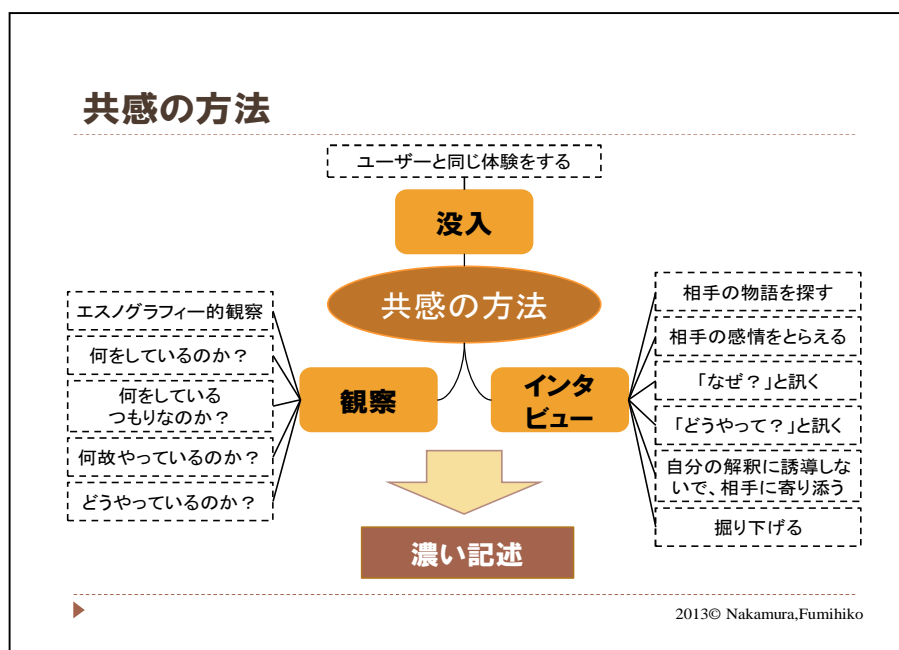 共感の方法
ユーザーと同じ体験をする
没入
共感の方法
エスノグラフィー的観察
何をしているのか？
何をしている
つもりなのか？
何故やっているのか？
どうやっているのか？
観察
インタ
ビュー
相手の物語を探す
相手の感情をとらえる
「なぜ？」と訊く
「どうやって？」と訊く
自分の解釈に誘導しな
いで、相手に寄り添う
掘り下げる
濃い記述
2013© Nakamura,Fumihiko